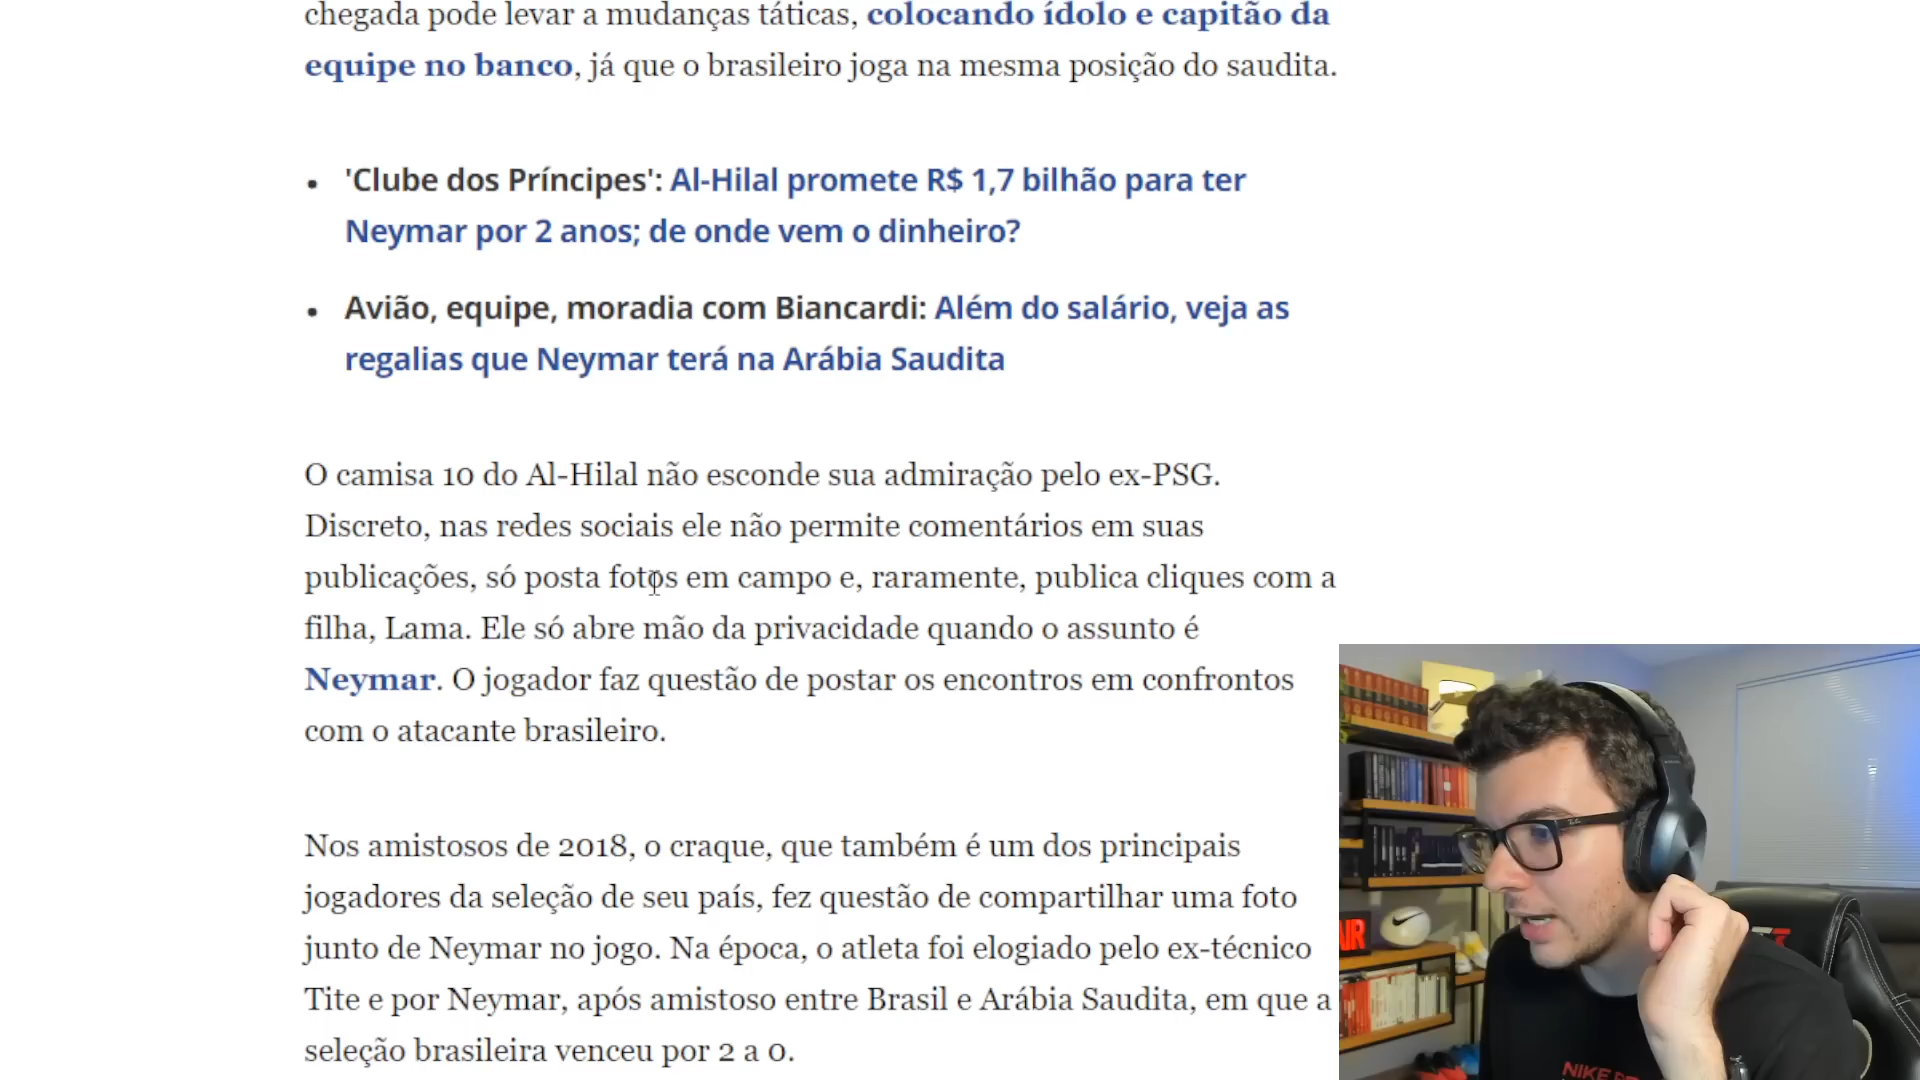 chegada pode levar a mudanças táticas, colocando ídolo e capitão da
equipe no banco, já que o brasileiro joga na mesma posição do saudita.
• 'Clube dos Príncipes': Al-Hilal promete R$ 1,7 bilhão para ter
Neymar por 2 anos; de onde vem o dinheiro?
• Avião, equipe, moradia com Biancardi: Além do salário, veja as
regalias que Neymar terá na Arábia Saudita
O camisa 10 do Al-Hilal não esconde sua admiração pelo ex-PSG.
Discreto, nas redes sociais ele não permite comentários em suas
publicações, só posta fotos em campo e, raramente, publica cliques com a
filha, Lama. Ele só abre mão da privacidade quando o assunto é
Neymar. O jogador faz questão de postar os encontros em confrontos
com o atacante brasileiro.
Nos amistosos de 2018, o craque, que também é um dos principais
jogadores da seleção de seu país, fez questão de compartilhar uma foto
junto de Neymar no jogo. Na época, o atleta foi elogiado pelo ex-técnico
Tite e por Neymar, após amistoso entre Brasil e Arábia Saudita, em que a
seleção brasileira venceu por 2 a 0.
NIKE